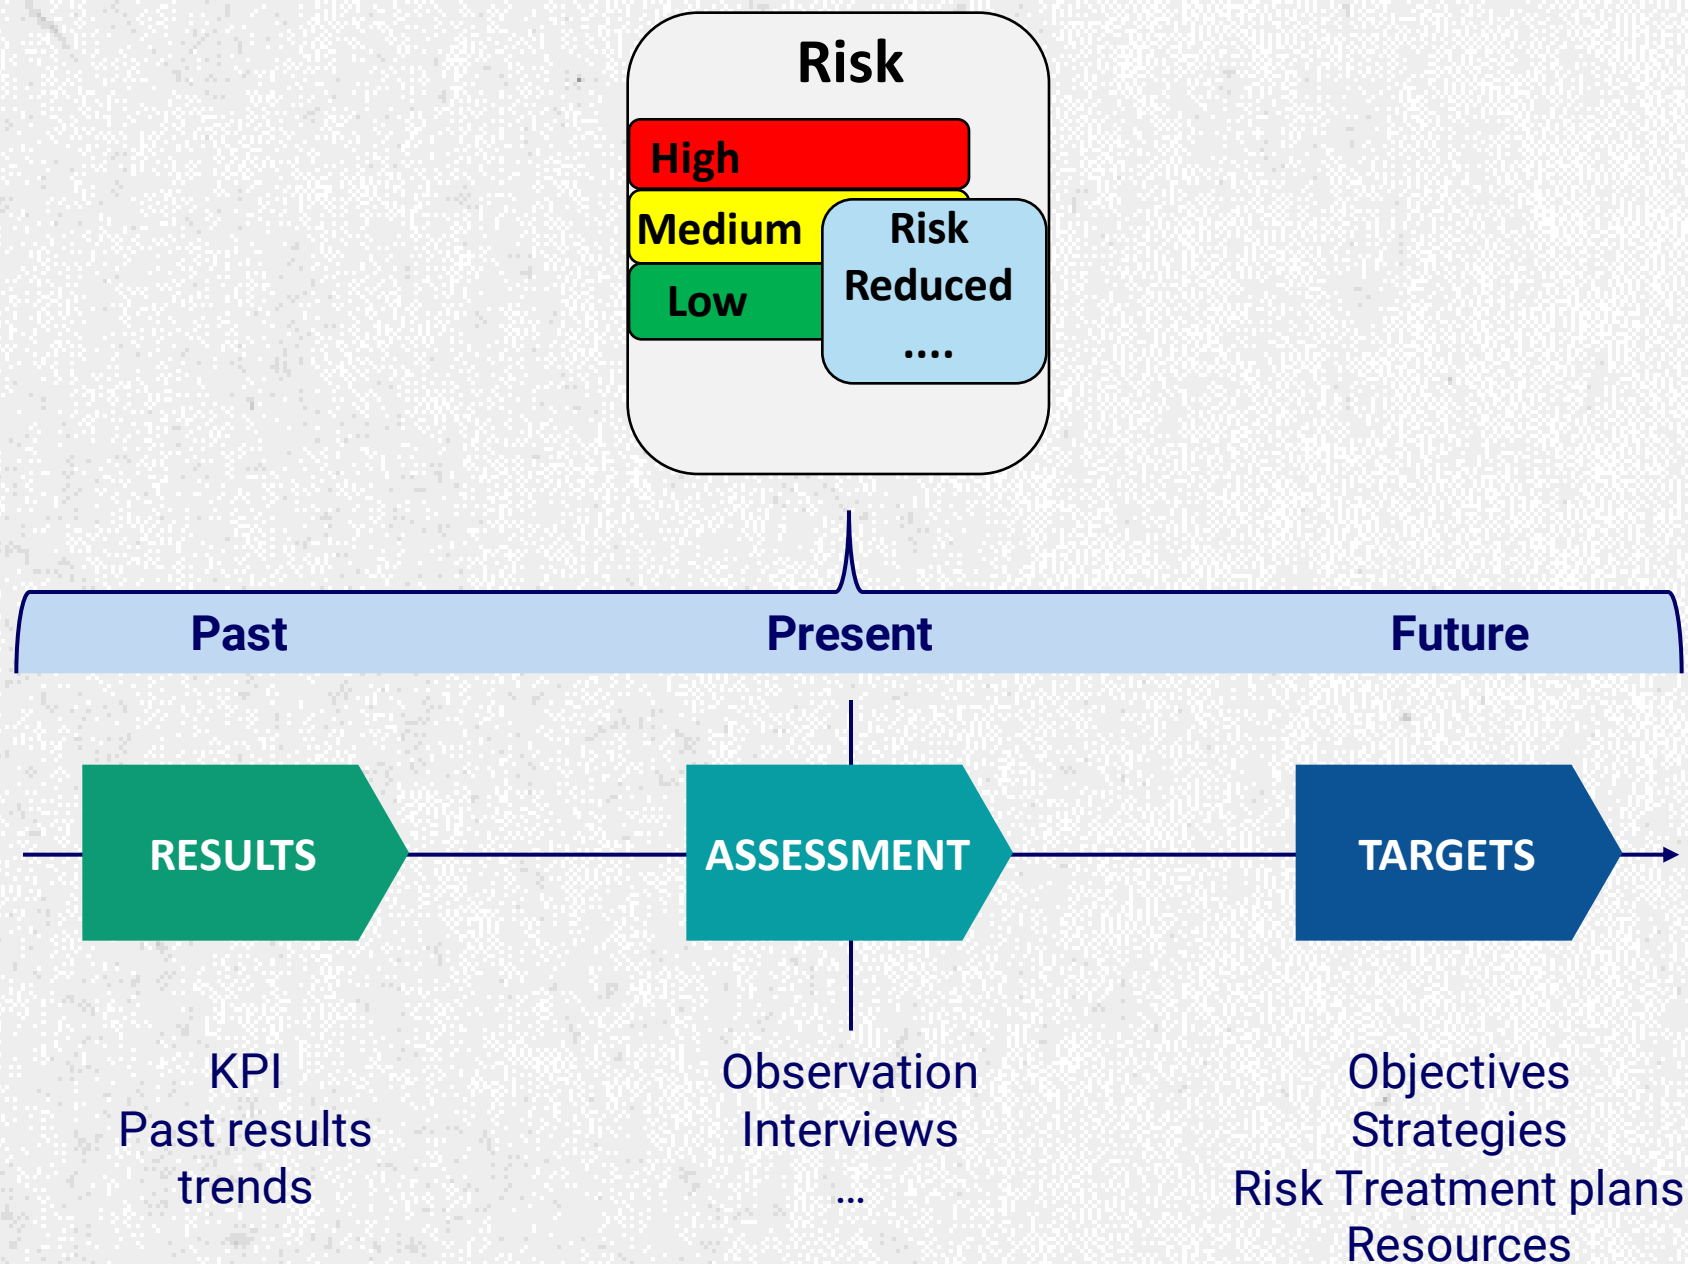 Risk
High
Medium
Low
Risk
Reduced
....
Past
Present
Future
RESULTS
ASSESSMENT
TARGETS
KPI
Past results
trends
Observation
Interviews
...
Objectives
Strategies
Risk Treatment plans
Resources